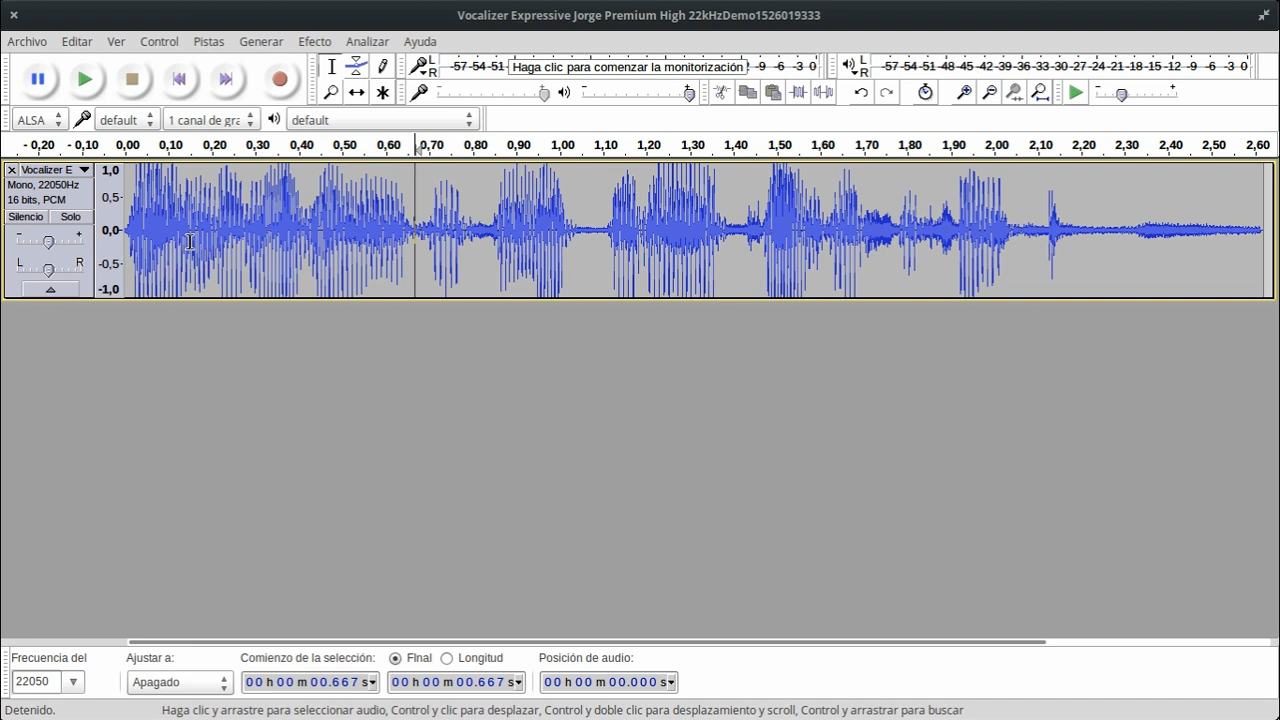 Vocalizer Expressive Jorge Premium High 22kHzDemo1526019333
Archivo Editar Ver Control Pistas Generar Efecto Analizar Ayuda
L R -57 -54 -51 Haga clic para comenzar la monitorización -9 -6 -3 0 L R -57 -54 -51 -48 -45 -42 -39 -36 -33 -30 -27 -24 -21 -18 -15 -12 -9 -6 -3 0
- + - + - +
ALSA default 1 canal de gra default
- 0,20 - 0,10 0,00 0,10 0,20 0,30 0,40 0,50 0,60 0,70 0,80 0,90 1,00 1,10 1,20 1,30 1,40 1,50 1,60 1,70 1,80 1,90 2,00 2,10 2,20 2,30 2,40 2,50 2,60
Vocalizer E 1,0
Mono, 22050Hz
16 bits, PCM 0,5
Silencio Solo
- + 0,0
L R -0,5
-1,0
Frecuencia del Ajustar a: Comienzo de la selección: FInal Longitud Posición de audio:
22050 Apagado 00 h 00 m 00.667 s 00 h 00 m 00.667 s 00 h 00 m 00.000 s
Detenido. Haga clic y arrastre para seleccionar audio, Control y clic para desplazar, Control y doble clic para desplazamiento y scroll, Control y arrastrar para buscar